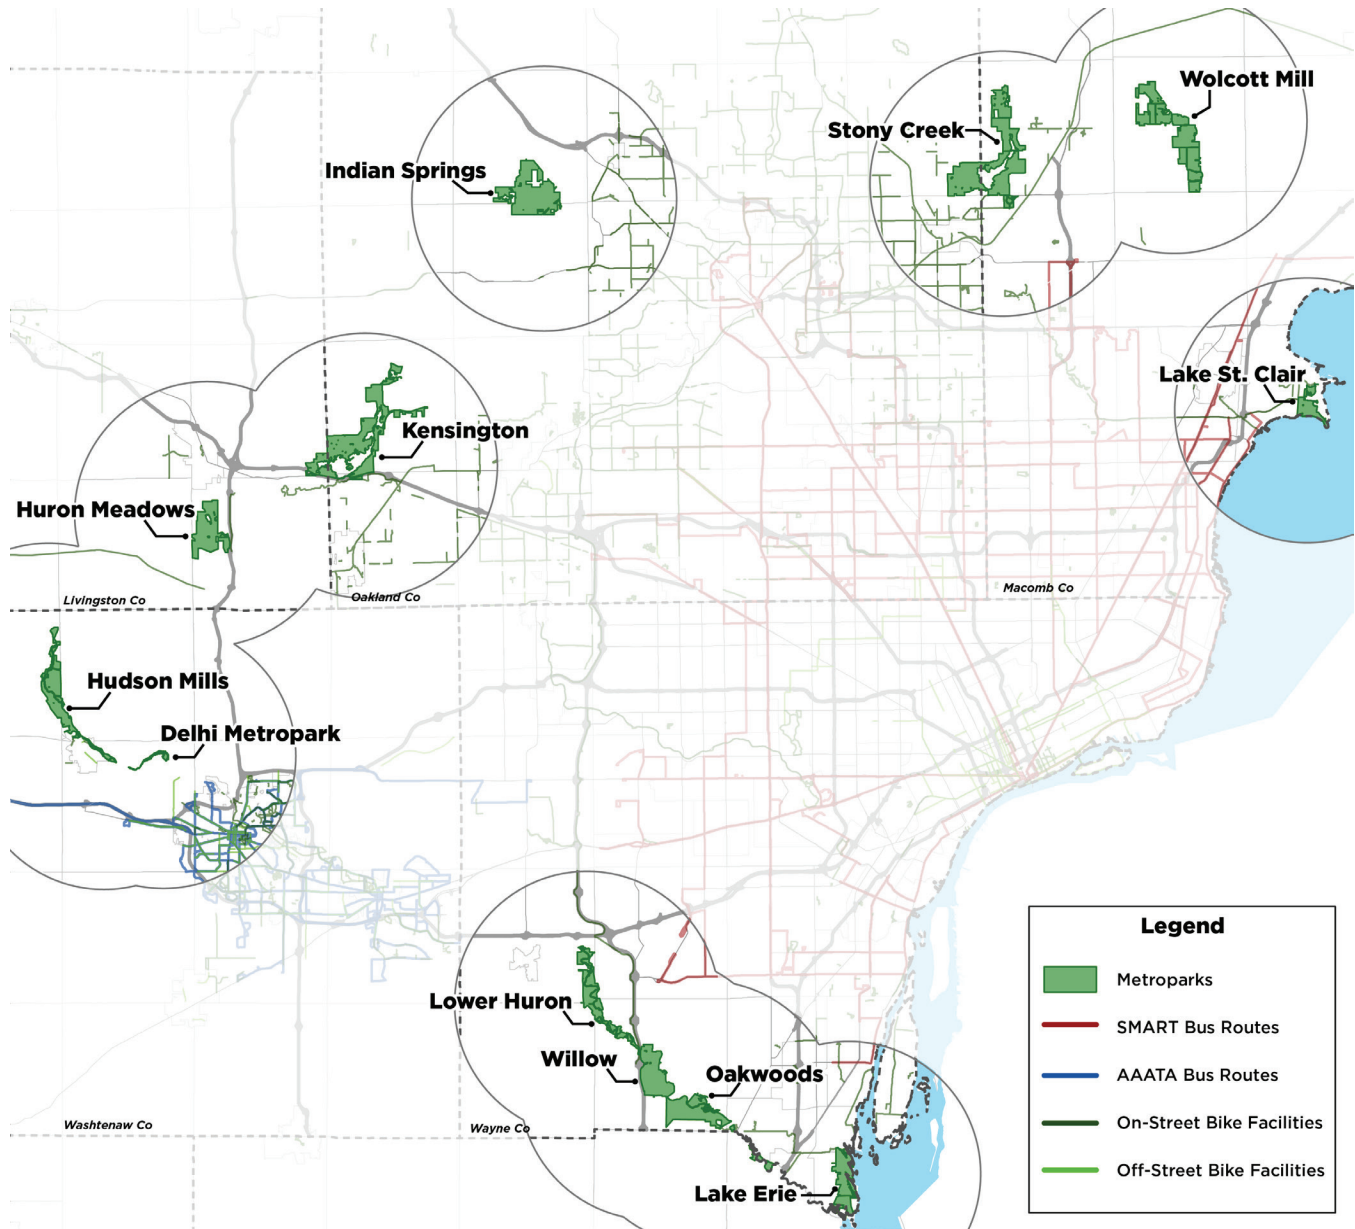 Wolcott Mill
Stony Creek
Indian Springs
Lake St. Clair
Kensington
Huron Meadows
Livingston Co
Oakland Co
Macomb Co
Hudson Mills
Delhi Metropark
Lower Huron
Willow
Oakwoods
Washtenaw Co
Wayne Co
Lake Erie
Legend
Metroparks
SMART Bus Routes
AAATA Bus Routes
On-Street Bike Facilities
Off-Street Bike Facilities